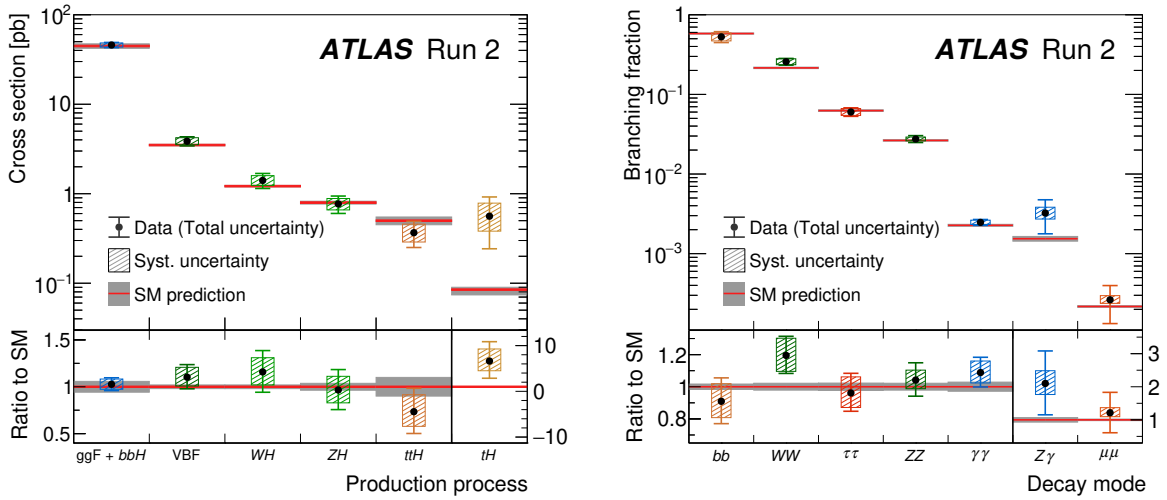 Cross section [pb]
10²
10
1
10⁻¹
ATLAS Run 2
Data (Total uncertainty)
Syst. uncertainty
SM prediction
Ratio to SM
1.5
1
0.5
10
0
−10
ggF + bbH VBF WH ZH ttH tH
Production process
Branching fraction
1
10⁻¹
10⁻²
10⁻³
ATLAS Run 2
Data (Total uncertainty)
Syst. uncertainty
SM prediction
Ratio to SM
1.2
1
0.8
3
2
1
bb WW ττ ZZ γγ Zγ μμ
Decay mode